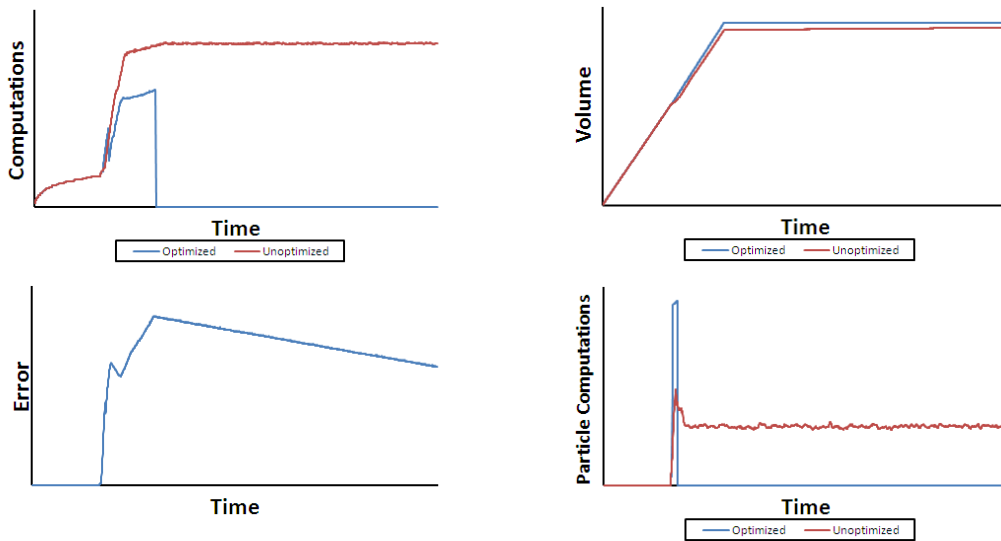 Computations
Time
Optimized Unoptimized
Volume
Time
Optimized Unoptimized
Error
Time
Particle Computations
Time
Optimized Unoptimized